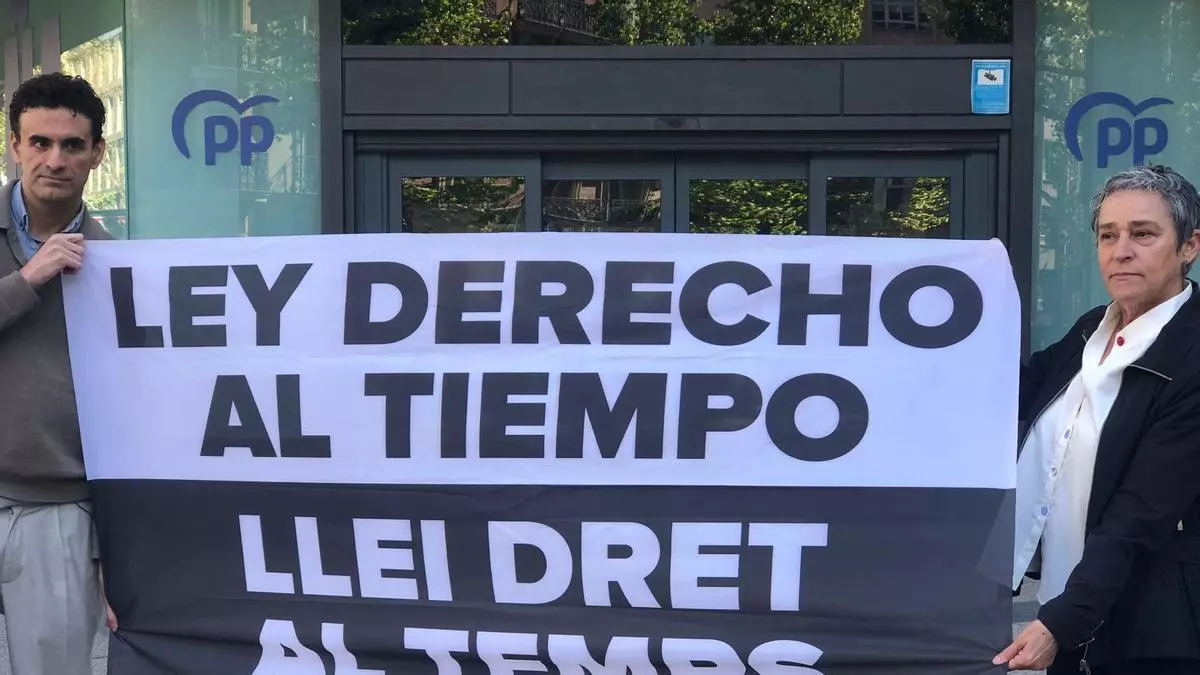 pp
pp
LEY DERECHO
AL TIEMPO
LLEI DRET
AL TEMPS